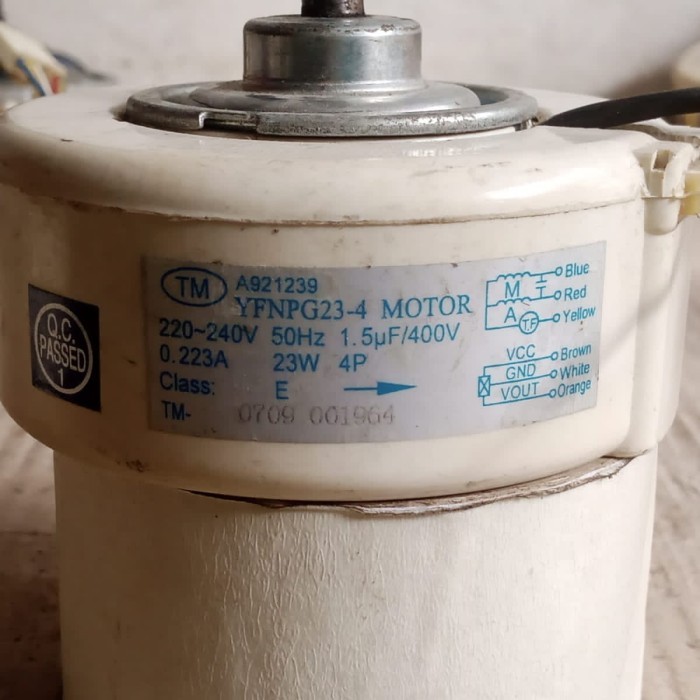 TM A921239
YFNPG23-4 MOTOR
220~240V 50Hz 1.5µF/400V
0.223A 23W 4P
Class: E
TM- 0709 001964
M
A
T.F
Blue
Red
Yellow
VCC Brown
GND White
VOUT Orange
Q.C.
PASSED
1